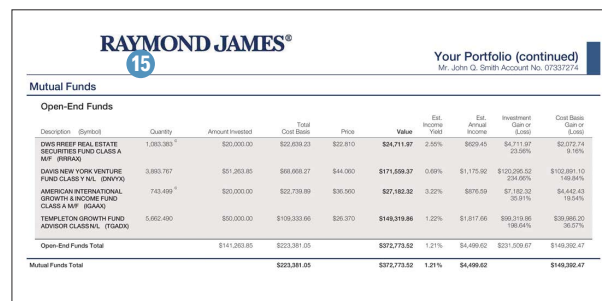 RAYMOND JAMES®
15
Your Portfolio (continued)
Mr. John Q. Smith Account No. 07337274
Mutual Funds
Open-End Funds
Description (Symbol) Quantity Amount Invested Total Cost Basis Price Value Est. Income Yield Est. Annual Income Investment Gain or (Loss) Cost Basis Gain or (Loss)
DWS RREEF REAL ESTATE 1,083.383 $20,000.00 $22,639.23 $22.810 $24,711.97 2.55% $629.45 $4,711.97 $2,072.74
SECURITIES FUND CLASS A 23.56% 9.16%
M/F (RRRAX)
DAVIS NEW YORK VENTURE 3,893.767 $51,263.85 $68,668.27 $44.060 $171,559.37 0.69% $1,175.92 $120,295.52 $102,891.10
FUND CLASS Y N/L (DNVYX) 234.66% 149.84%
AMERICAN INTERNATIONAL 743.499 $20,000.00 $22,739.89 $36.560 $27,182.32 3.22% $876.59 $7,182.32 $4,442.43
GROWTH & INCOME FUND 35.91% 19.54%
CLASS A M/F (IGAAX)
TEMPLETON GROWTH FUND 5,662.490 $50,000.00 $109,333.66 $26.370 $149,319.86 1.22% $1,817.66 $99,319.86 $39,986.20
ADVISOR CLASS N/L (TGADX) 198.64% 36.57%
Open-End Funds Total $141,263.85 $223,381.05 $372,773.52 1.21% $4,499.62 $231,509.67 $149,392.47
Mutual Funds Total $223,381.05 $372,773.52 1.21% $4,499.62 $149,392.47